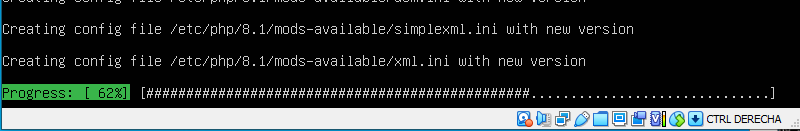 Creating config file /etc/php/8.1/mods-available/simplexml.ini with new version
Creating config file /etc/php/8.1/mods-available/xml.ini with new version
Progress: [ 62%] [################################################..............................]
CTRL DERECHA